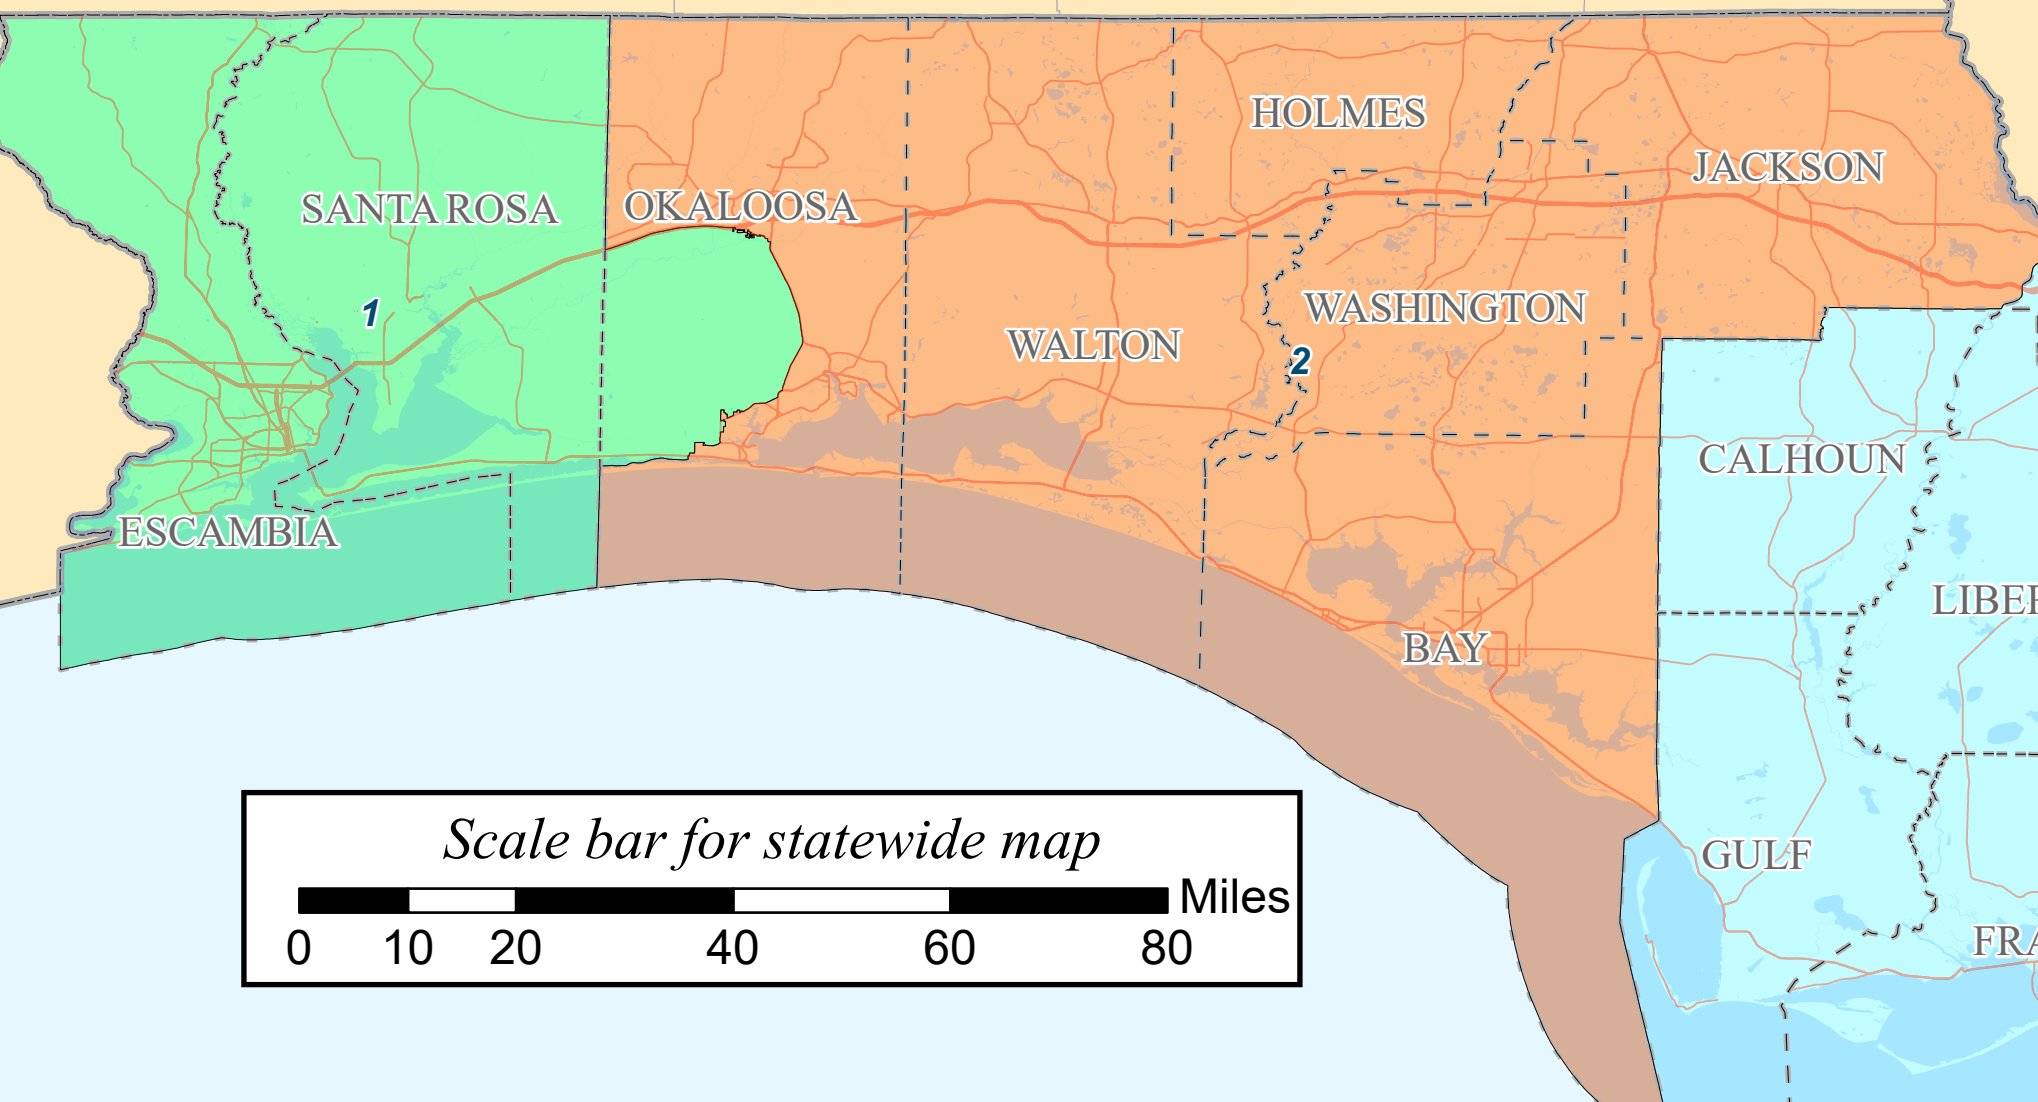 HOLMES
JACKSON
SANTA ROSA
OKALOOSA
1
WASHINGTON
WALTON
2
CALHOUN
ESCAMBIA
LIBER
BAY
GULF
FRA
Scale bar for statewide map
Miles
0 10 20 40 60 80